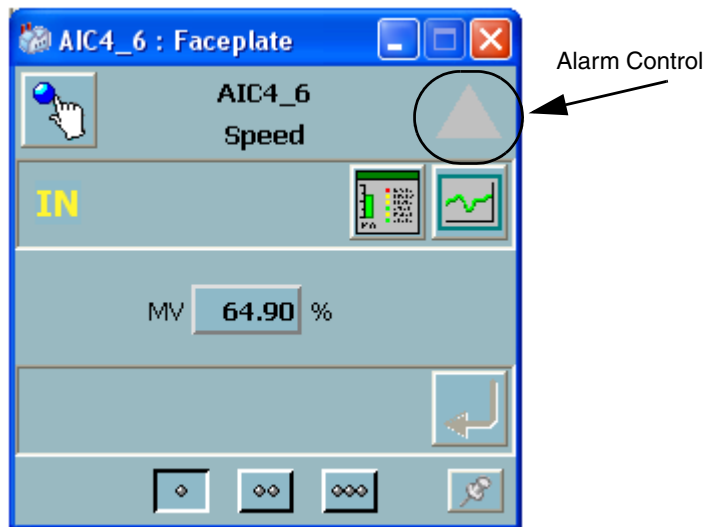 AIC4_6 : Faceplate
Alarm Control
AIC4_6
Speed
IN
MV 64.90 %